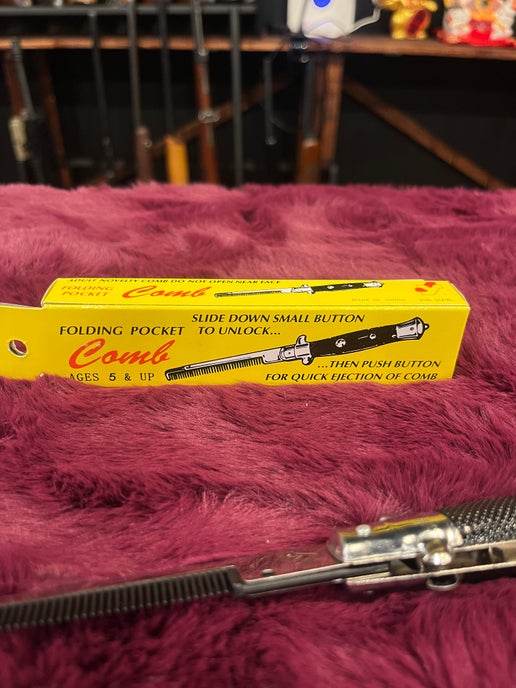 ADULT NOVELTY COMB DO NOT OPEN NEAR FACE
FOLDING
POCKET
Comb
SLIDE DOWN SMALL BUTTON
TO UNLOCK...
FOLDING POCKET
Comb
AGES 5 & UP
...THEN PUSH BUTTON
FOR QUICK EJECTION OF COMB